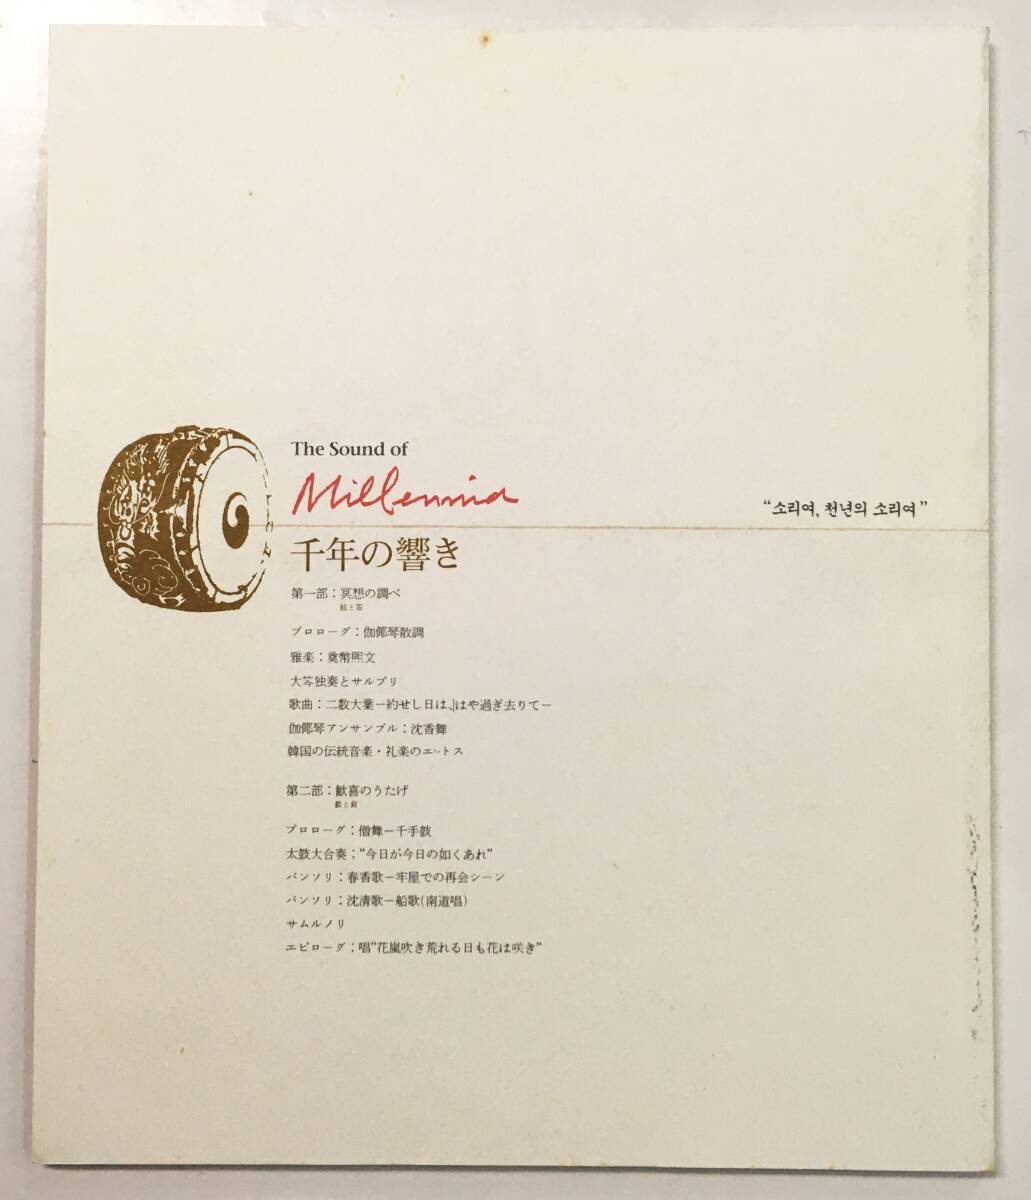 The Sound of
Millennia
“소리여, 천년의 소리여”
千年の響き
第一部：冥想の調べ
絃と笛
プロローグ：伽倻琴散調
雅楽：奠幣煕文
大笒独奏とサルプリ
歌曲：二数大葉－約せし日は、はや過ぎ去りて－
伽倻琴アンサンブル：沈香舞
韓国の伝統音楽・礼楽のエートス
第二部：歓喜のうたげ
プロローグ：僧舞－千手鼓
太鼓大合奏：“今日が今日の如くあれ”
パンソリ：春香歌－牢屋での再会シーン
パンソリ：沈清歌－船歌（南道唱）
サムルノリ
エピローグ：唱“花嵐吹き荒れる日も花は咲き”